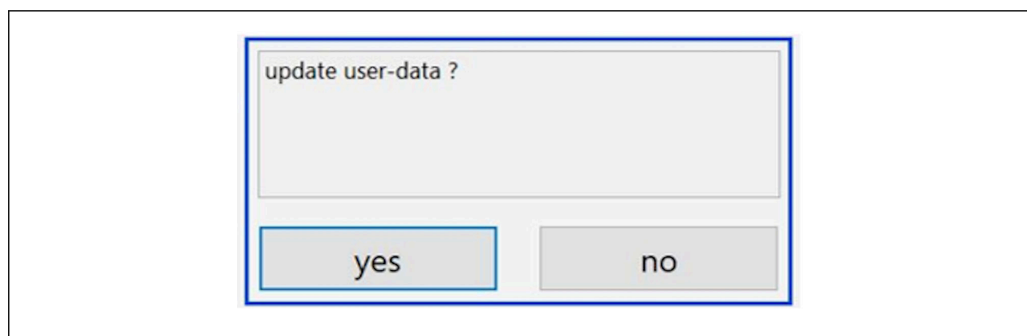 update user-data ?
yes
no